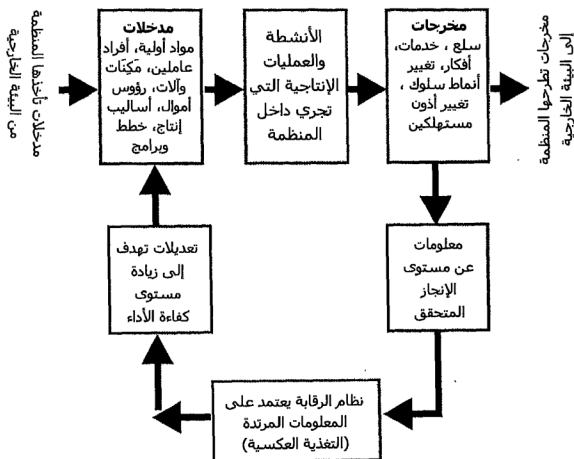 مدخلات تأخذها المنظمة
من البيئة الخارجية
مدخلات
مواد أولية، أفراد
عاملين، مَكِنَات
وآلات، رؤوس
أموال، أساليب
إنتاج، خطط
وبرامج
الأنشطة
والعمليات
الإنتاجية التي
تجري داخل
المنظمة
مخرجات
سلع ، خدمات،
أفكار، تغيير
أنماط سلوك ،
تغيير أذون
مستهلكين
مخرجات تطرحها المنظمة
إلى البيئة الخارجية
معلومات
عن مستوى
الإنجاز
المتحقق
نظام الرقابة يعتمد على
المعلومات المرتدة
(التغذية العكسية)
تعديلات تهدف
إلى زيادة
مستوى
كفاءة الأداء